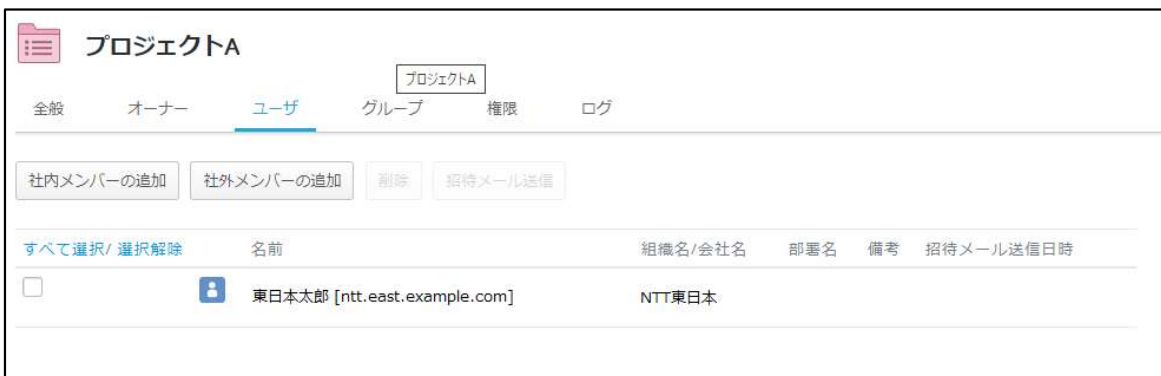 プロジェクトA
プロジェクトA
全般 オーナー ユーザ グループ 権限 ログ
社内メンバーの追加 社外メンバーの追加 削除 招待メール送信
すべて選択/ 選択解除 名前 組織名/会社名 部署名 備考 招待メール送信日時
東日本太郎 [ntt.east.example.com] NTT東日本